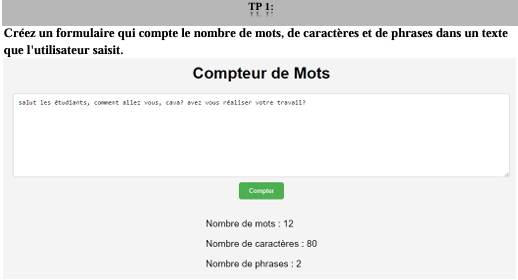 TP 1:
Créez un formulaire qui compte le nombre de mots, de caractères et de phrases dans un texte
que l'utilisateur saisit.
Compteur de Mots
salut les étudiants, comment allez vous, cava? avez vous réaliser votre travail?
Compter
Nombre de mots : 12
Nombre de caractères : 80
Nombre de phrases : 2